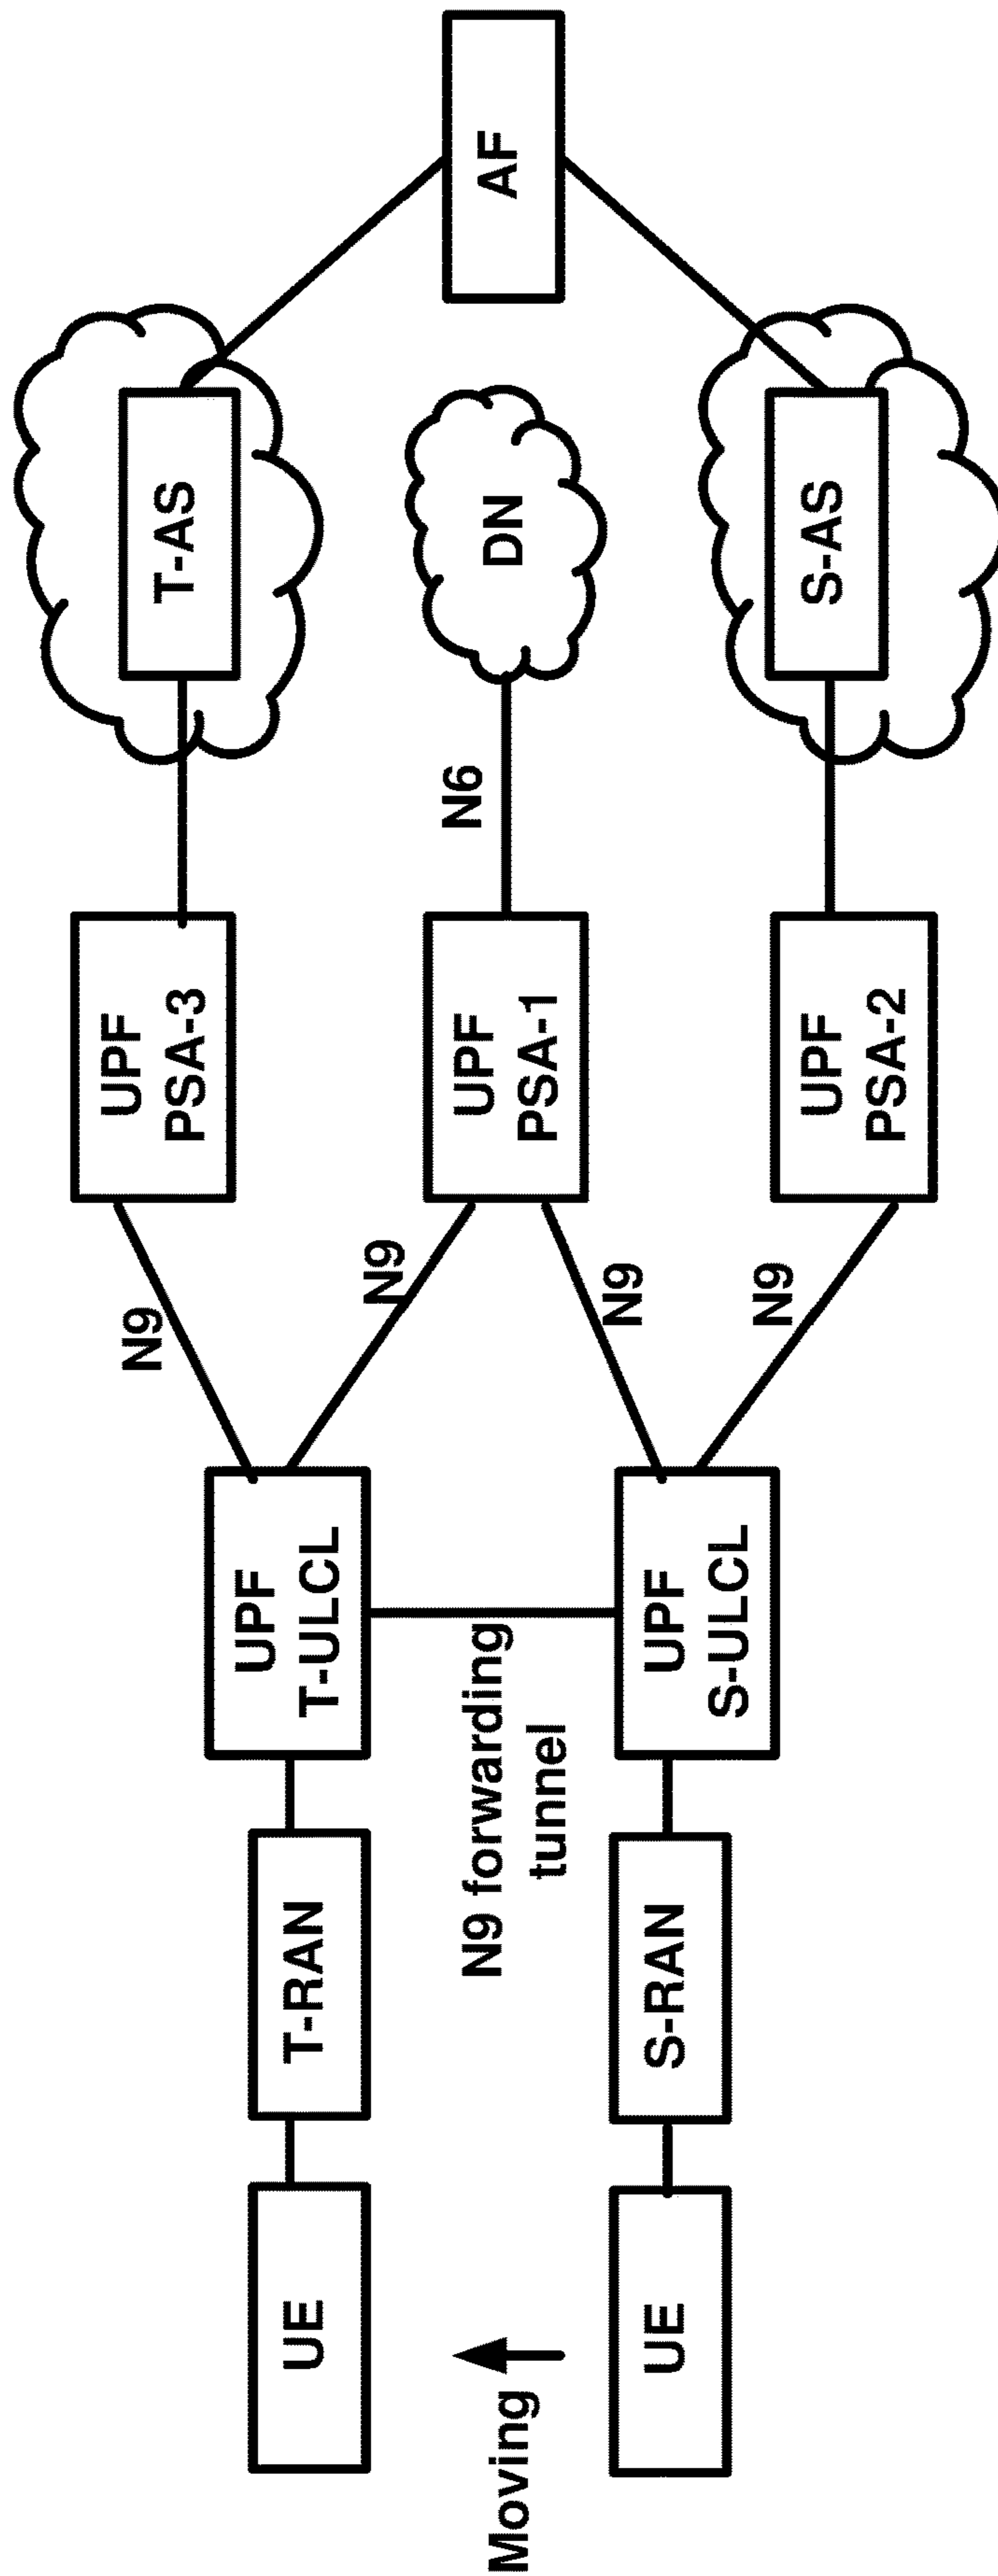 UE
T-RAN
UPF
T-ULCL
N9
UPF
PSA-3
T-AS
Moving
N9 forwarding
tunnel
N9
N9
UPF
PSA-1
N6
DN
AF
UE
S-RAN
UPF
S-ULCL
N9
UPF
PSA-2
S-AS